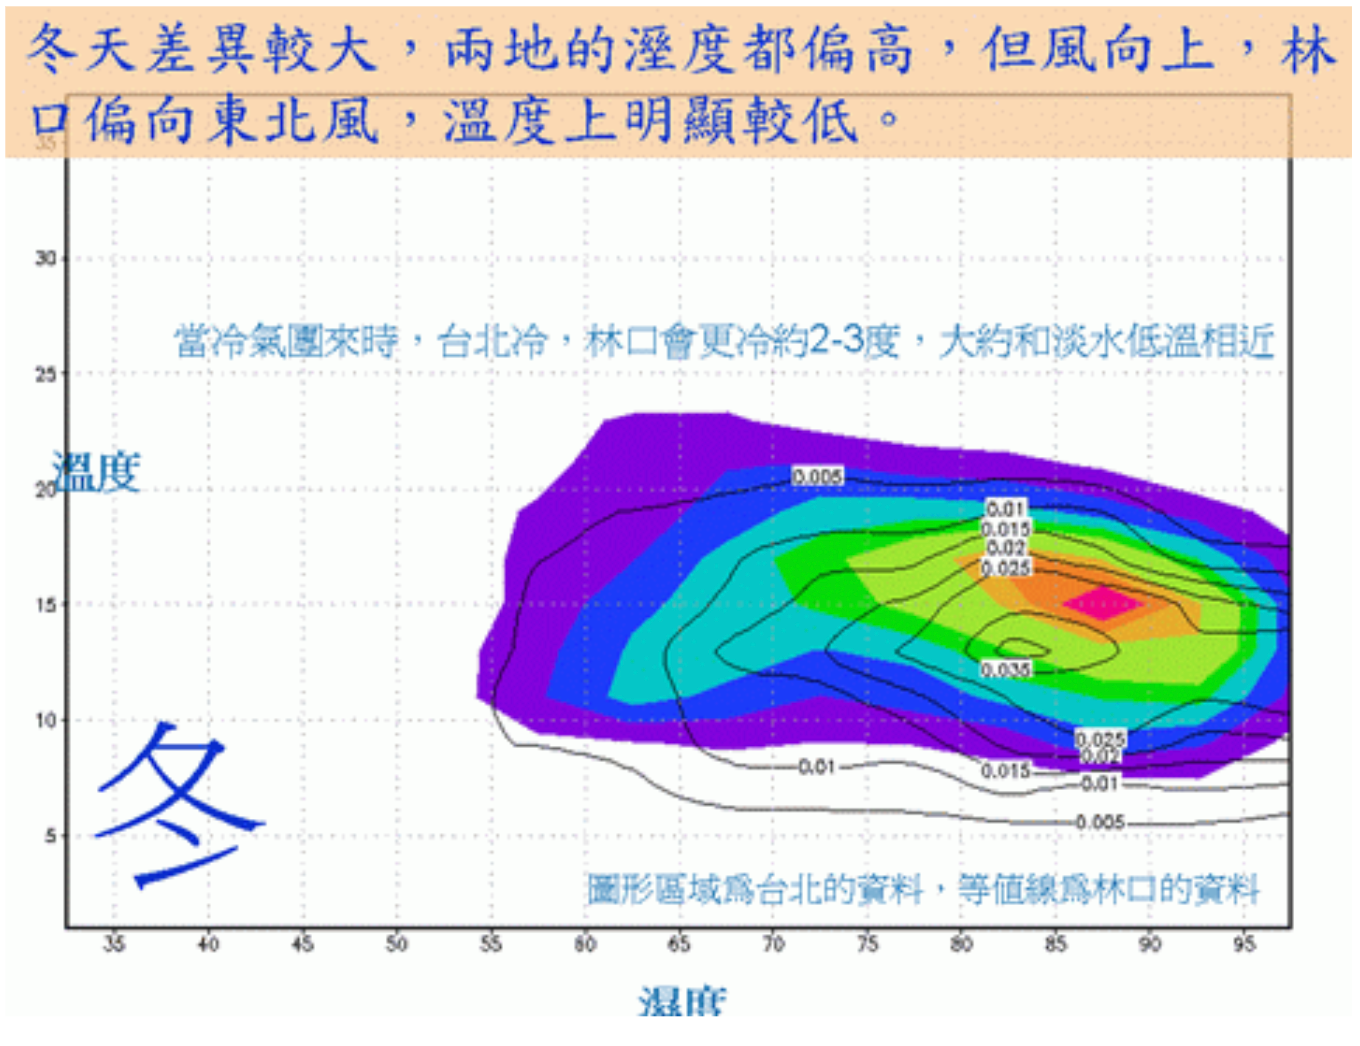 冬天差異較大，兩地的溼度都偏高，但風向上，林
口偏向東北風，溫度上明顯較低。
35
30
當冷氣團來時，台北冷，林口會更冷約2-3度，大約和淡水低溫相近
25
溫度
20
0.005
0.01
0.015
0.02
0.025
15
0.035
10
冬
0.025
0.02
0.01
0.015
0.01
0.005
5
圖形區域為台北的資料，等值線為林口的資料
35 40 45 50 55 60 65 70 75 80 85 90 95
濕度